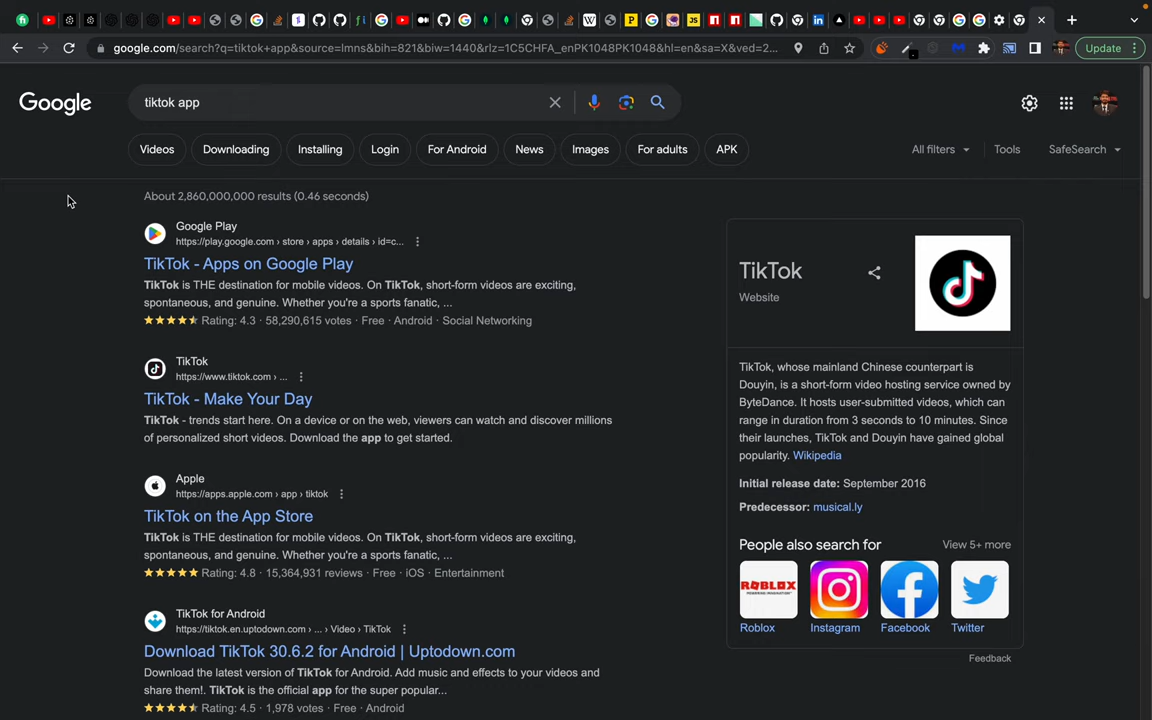 google.com/search?q=tiktok+app&source=lmns&bih=821&biw=1440&rlz=1C5CHFA_enPK1048PK1048&hl=en&sa=X&ved=2...
Update
Google
tiktok app
Videos
Downloading
Installing
Login
For Android
News
Images
For adults
APK
All filters
Tools
SafeSearch
About 2,860,000,000 results (0.46 seconds)
Google Play
https://play.google.com › store › apps › details › id=c...
TikTok - Apps on Google Play
TikTok is THE destination for mobile videos. On TikTok, short-form videos are exciting,
spontaneous, and genuine. Whether you're a sports fanatic, ...
Rating: 4.3 · 58,290,615 votes · Free · Android · Social Networking
TikTok
https://www.tiktok.com › ...
TikTok - Make Your Day
TikTok - trends start here. On a device or on the web, viewers can watch and discover millions
of personalized short videos. Download the app to get started.
Apple
https://apps.apple.com › app › tiktok
TikTok on the App Store
TikTok is THE destination for mobile videos. On TikTok, short-form videos are exciting,
spontaneous, and genuine. Whether you're a sports fanatic, ...
Rating: 4.8 · 15,364,931 reviews · Free · iOS · Entertainment
TikTok for Android
https://tiktok.en.uptodown.com › ... › Video › TikTok
Download TikTok 30.6.2 for Android | Uptodown.com
Download the latest version of TikTok for Android. Add music and effects to your videos and
share them!. TikTok is the official app for the super popular...
Rating: 4.5 · 1,978 votes · Free · Android
TikTok
Website
TikTok, whose mainland Chinese counterpart is
Douyin, is a short-form video hosting service owned by
ByteDance. It hosts user-submitted videos, which can
range in duration from 3 seconds to 10 minutes. Since
their launches, TikTok and Douyin have gained global
popularity. Wikipedia
Initial release date: September 2016
Predecessor: musical.ly
People also search for
View 5+ more
ROBLOX
Roblox
Instagram
Facebook
Twitter
Feedback